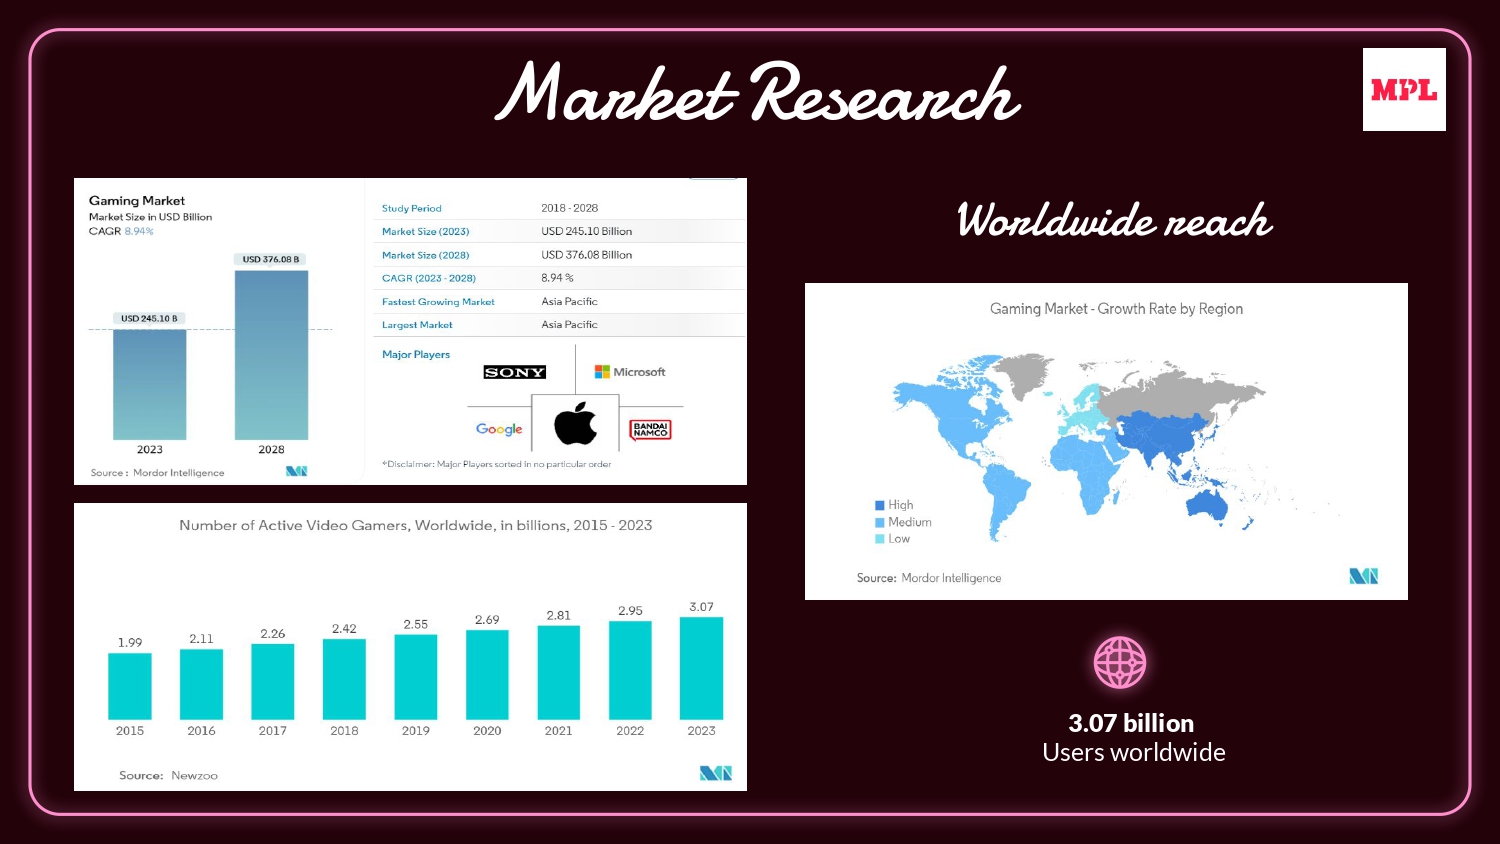 Market Research
MPL
Gaming Market
Market Size in USD Billion
CAGR 8.94%
USD 376.08 B
USD 245.10 B
2023 2028
Source : Mordor Intelligence
Study Period 2018 - 2028
Market Size (2023) USD 245.10 Billion
Market Size (2028) USD 376.08 Billion
CAGR (2023 - 2028) 8.94 %
Fastest Growing Market Asia Pacific
Largest Market Asia Pacific
Major Players
SONY Microsoft
Google BANDAI
NAMCO
*Disclaimer: Major Players sorted in no particular order
Number of Active Video Gamers, Worldwide, in billions, 2015 - 2023
1.99 2.11 2.26 2.42 2.55 2.69 2.81 2.95 3.07
2015 2016 2017 2018 2019 2020 2021 2022 2023
Source: Newzoo
Worldwide reach
Gaming Market - Growth Rate by Region
High
Medium
Low
Source: Mordor Intelligence
3.07 billion
Users worldwide